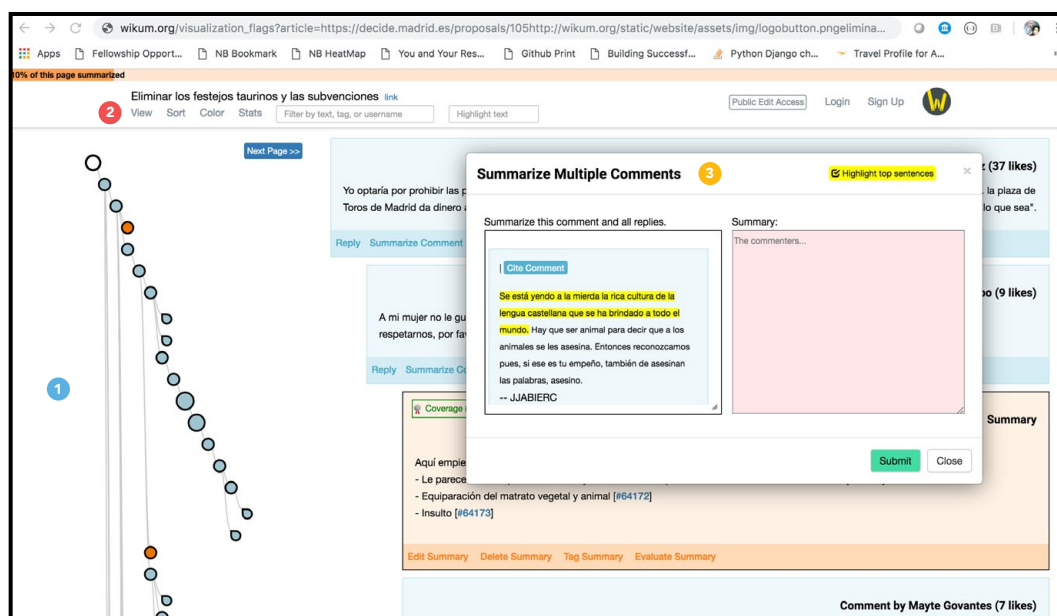 wikum.org/visualization_flags?article=https://decide.madrid.es/proposals/105http://wikum.org/static/website/assets/img/logobutton.pngelimina...
Apps Fellowship Opport... NB Bookmark NB HeatMap You and Your Res... Github Print Building Successf... Python Django ch... Travel Profile for A...
10% of this page summarized
Eliminar los festejos taurinos y las subvenciones link
2 View Sort Color Stats Filter by text, tag, or username Highlight text
Public Edit Access Login Sign Up W
Next Page >>
z (37 likes)
Yo optaría por prohibir las p
. la plaza de
Toros de Madrid da dinero a
lo que sea".
Reply Summarize Comment
Summarize Multiple Comments 3 Highlight top sentences ×
Summarize this comment and all replies.
Cite Comment
Se está yendo a la mierda la rica cultura de la
lengua castellana que se ha brindado a todo el
mundo. Hay que ser animal para decir que a los
animales se les asesina. Entonces reconozcamos
pues, si ese es tu empeño, también de asesinan
las palabras, asesino.
-- JJABIERC
Summary:
The commenters...
Submit Close
(9 likes)
A mi mujer no le gu
respetarnos, por fa
Reply Summarize Co
1
Coverage
Summary
Aquí empie
- Le parece
- Equiparación del matrato vegetal y animal [#64172]
- Insulto [#64173]
Edit Summary Delete Summary Tag Summary Evaluate Summary
Comment by Mayte Govantes (7 likes)